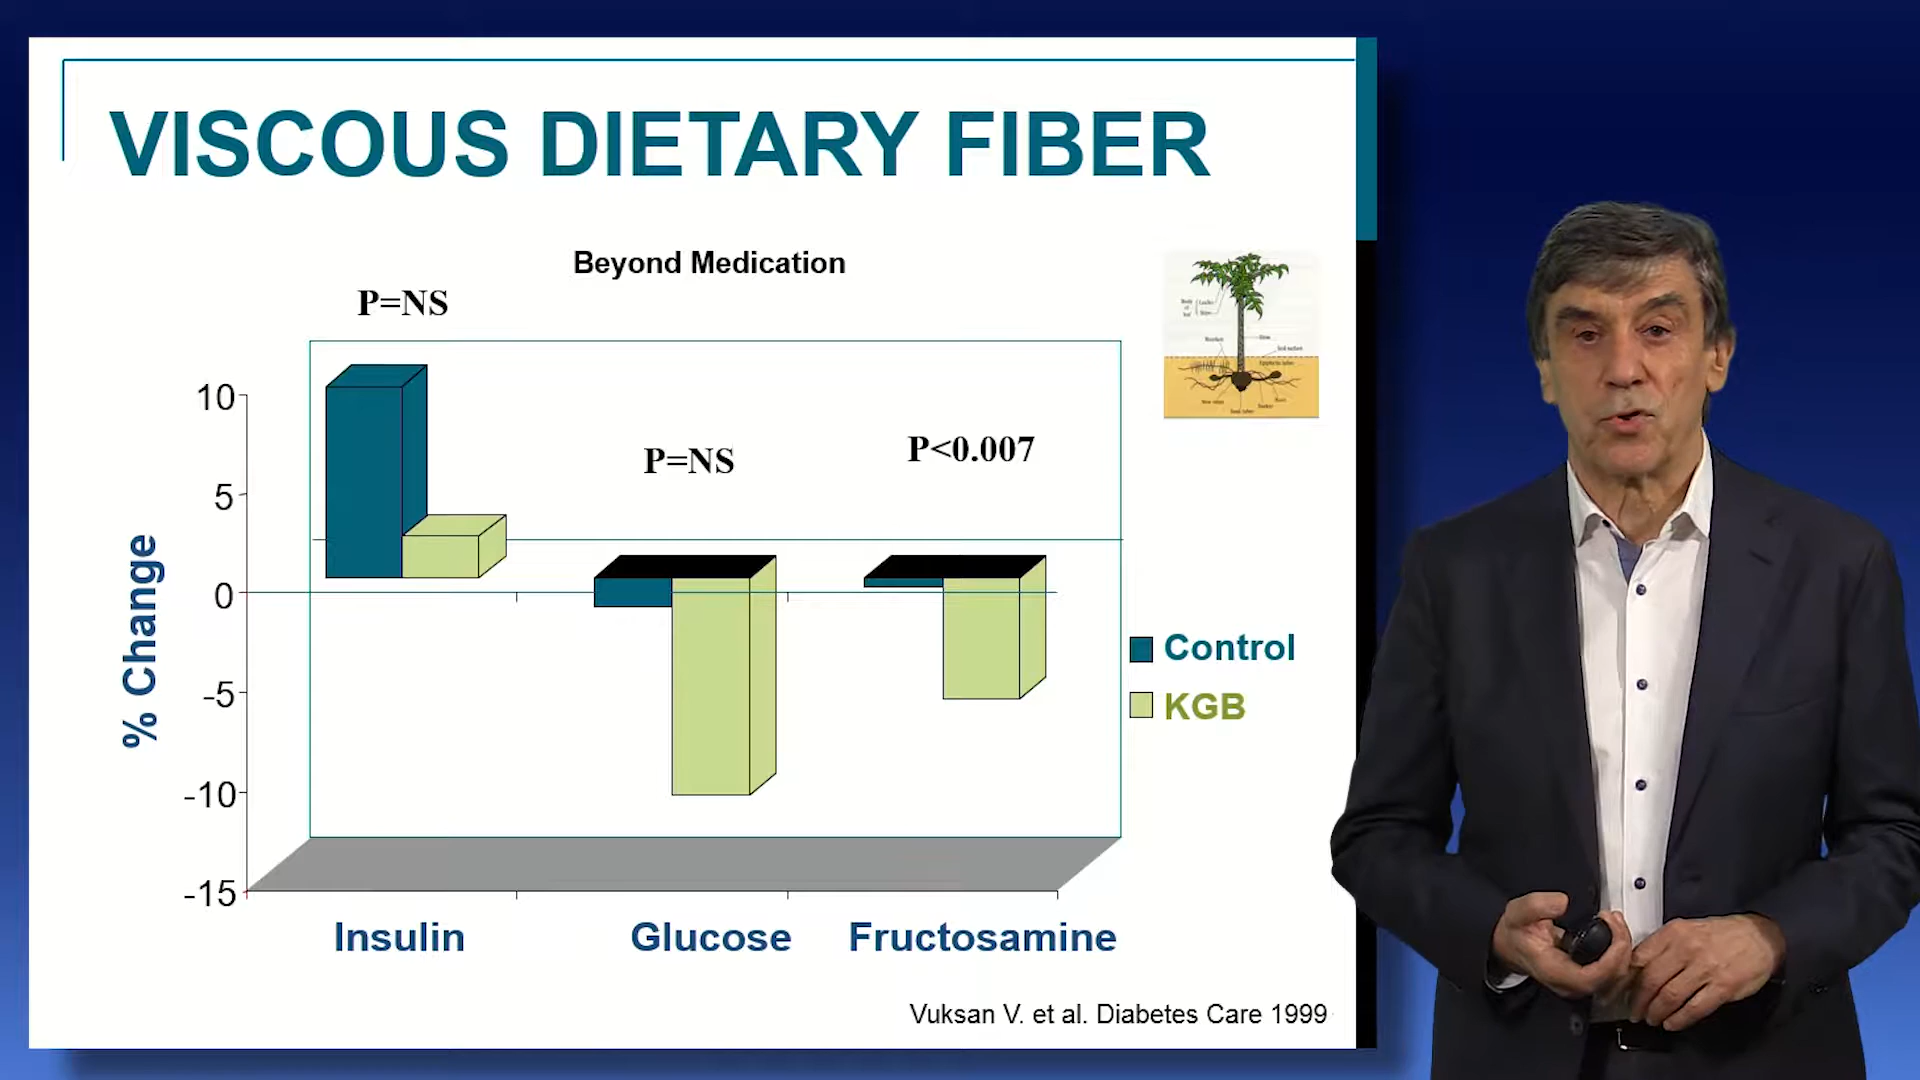 VISCOUS DIETARY FIBER
Beyond Medication
P=NS
P=NS
P<0.007
10
5
0
-5
-10
-15
% Change
Insulin
Glucose
Fructosamine
Control
KGB
Vuksan V. et al. Diabetes Care 1999